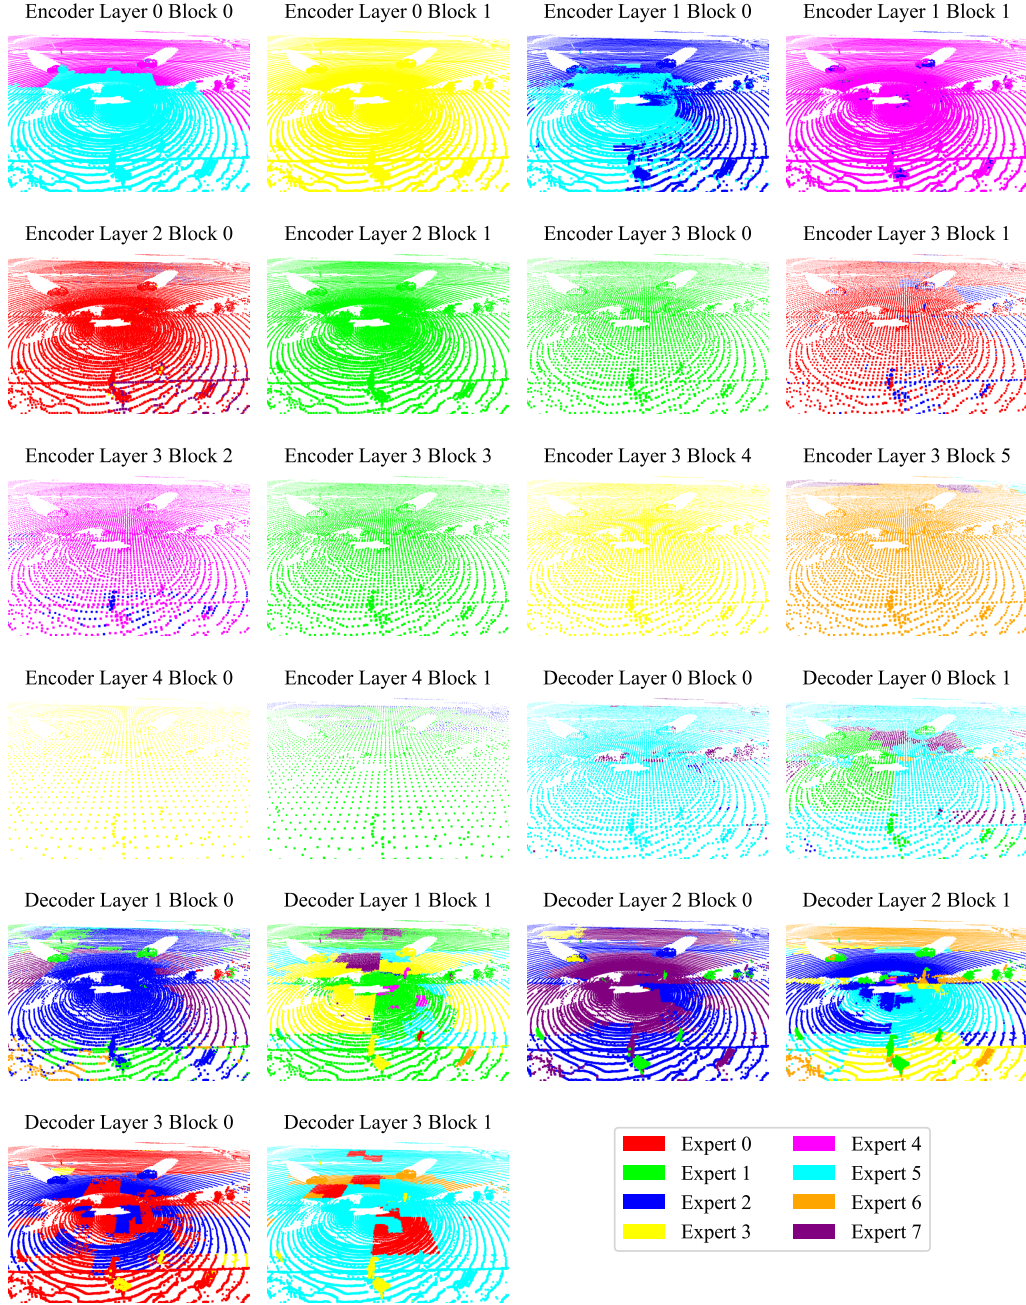 Encoder Layer 0 Block 0
Encoder Layer 0 Block 1
Encoder Layer 1 Block 0
Encoder Layer 1 Block 1
Encoder Layer 2 Block 0
Encoder Layer 2 Block 1
Encoder Layer 3 Block 0
Encoder Layer 3 Block 1
Encoder Layer 3 Block 2
Encoder Layer 3 Block 3
Encoder Layer 3 Block 4
Encoder Layer 3 Block 5
Encoder Layer 4 Block 0
Encoder Layer 4 Block 1
Decoder Layer 0 Block 0
Decoder Layer 0 Block 1
Decoder Layer 1 Block 0
Decoder Layer 1 Block 1
Decoder Layer 2 Block 0
Decoder Layer 2 Block 1
Decoder Layer 3 Block 0
Decoder Layer 3 Block 1
Expert 0
Expert 1
Expert 2
Expert 3
Expert 4
Expert 5
Expert 6
Expert 7